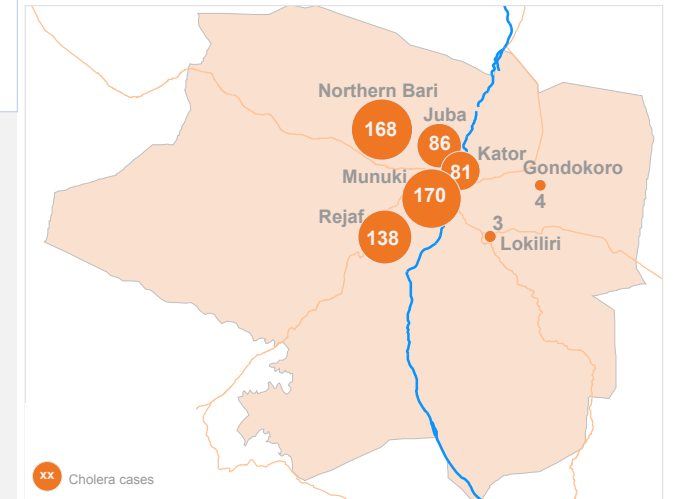 Northern Bari
168
Juba
86
Kator
81
Gondokoro
4
Munuki
170
Rejaf
138
3
Lokiliri
xx Cholera cases